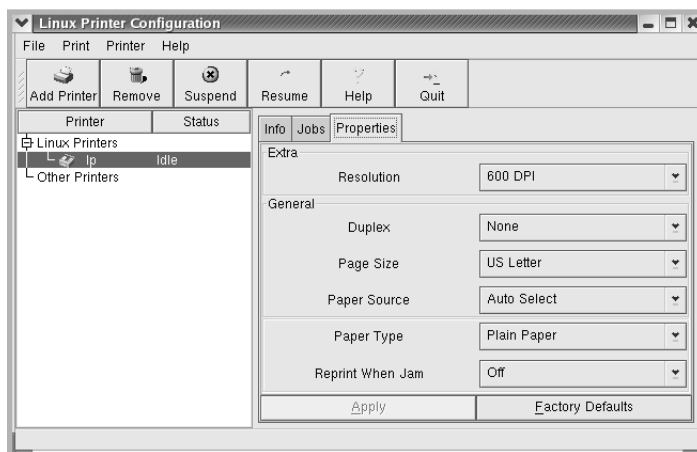 Linux Printer Configuration
File Print Printer Help
Add Printer Remove Suspend Resume Help Quit
Printer Status
Info Jobs Properties
Linux Printers
lp Idle
Other Printers
Extra
Resolution 600 DPI
General
Duplex None
Page Size US Letter
Paper Source Auto Select
Paper Type Plain Paper
Reprint When Jam Off
Apply Factory Defaults